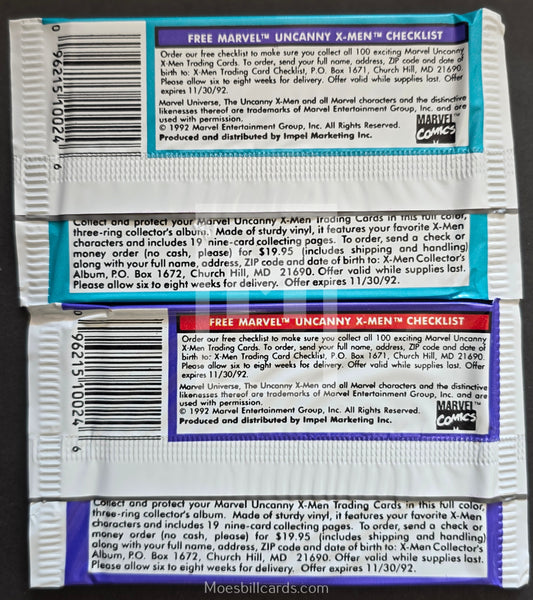 FREE MARVEL™ UNCANNY X-MEN™ CHECKLIST
Order our free checklist to make sure you collect all 100 exciting Marvel Uncanny
X-Men Trading Cards. To order, send your full name, address, ZIP code and date of
birth to: X-Men Trading Card Checklist, P.O. Box 1671, Church Hill, MD 21690.
Please allow six to eight weeks for delivery. Offer valid while supplies last. Offer
expires 11/30/92.
Marvel Universe, The Uncanny X-Men and all Marvel characters and the distinctive
likenesses thereof are trademarks of Marvel Entertainment Group, Inc. and are
used with permission.
© 1992 Marvel Entertainment Group, Inc. All Rights Reserved.
Produced and distributed by Impel Marketing Inc.
MARVEL™
COMICS
0 96215 10024 6
Collect and protect your Marvel Uncanny X-Men Trading Cards in this full color,
three-ring collector's album. Made of sturdy vinyl, it features your favorite X-Men
characters and includes 19 nine-card collecting pages. To order, send a check or
money order (no cash, please) for $19.95 (includes shipping and handling)
along with your full name, address, ZIP code and date of birth to: X-Men Collector's
Album, P.O. Box 1672, Church Hill, MD 21690. Offer valid while supplies last.
Please allow six to eight weeks for delivery. Offer expires 11/30/92.
FREE MARVEL™ UNCANNY X-MEN™ CHECKLIST
Order our free checklist to make sure you collect all 100 exciting Marvel Uncanny
X-Men Trading Cards. To order, send your full name, address, ZIP code and date of
birth to: X-Men Trading Card Checklist, P.O. Box 1671, Church Hill, MD 21690.
Please allow six to eight weeks for delivery. Offer valid while supplies last. Offer
expires 11/30/92.
Marvel Universe, The Uncanny X-Men and all Marvel characters and the distinctive
likenesses thereof are trademarks of Marvel Entertainment Group, Inc. and are
used with permission.
© 1992 Marvel Entertainment Group, Inc. All Rights Reserved.
Produced and distributed by Impel Marketing Inc.
MARVEL™
COMICS
0 96215 10024 6
Collect and protect your Marvel Uncanny X-Men Trading Cards in this full color,
three-ring collector's album. Made of sturdy vinyl, it features your favorite X-Men
characters and includes 19 nine-card collecting pages. To order, send a check or
money order (no cash, please) for $19.95 (includes shipping and handling)
along with your full name, address, ZIP code and date of birth to: X-Men Collector's
Album, P.O. Box 1672, Church Hill, MD 21690. Offer valid while supplies last.
Please allow six to eight weeks for delivery. Offer expires 11/30/92.
Moesbillcards.com